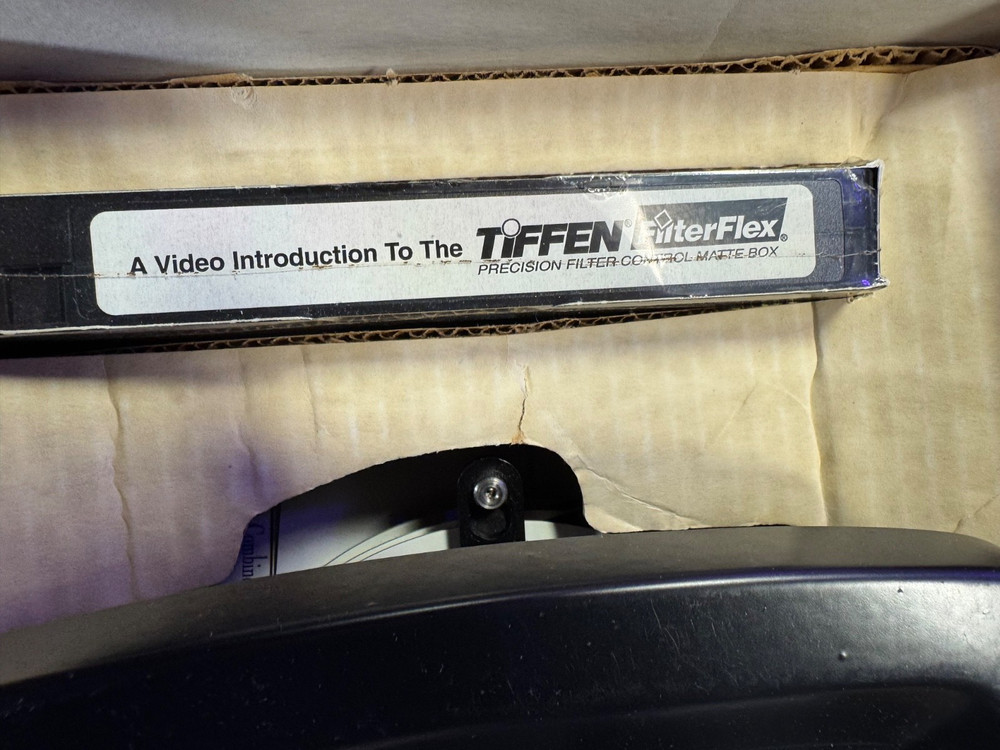 A Video Introduction To The TIFFEN® FilterFlex®
PRECISION FILTER CONTROL MATTE BOX